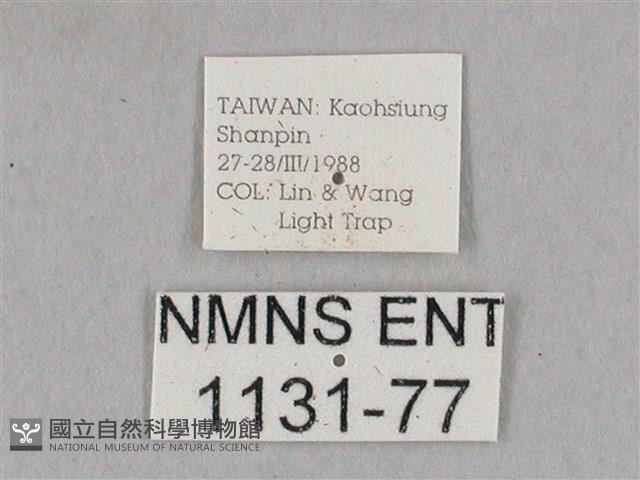 TAIWAN: Kaohsiung
Shanpin
27-28/III/1988
COL: Lin & Wang
Light Trap
NMNS ENT
1131-77
國立自然科學博物館
NATIONAL MUSEUM OF NATURAL SCIENCE